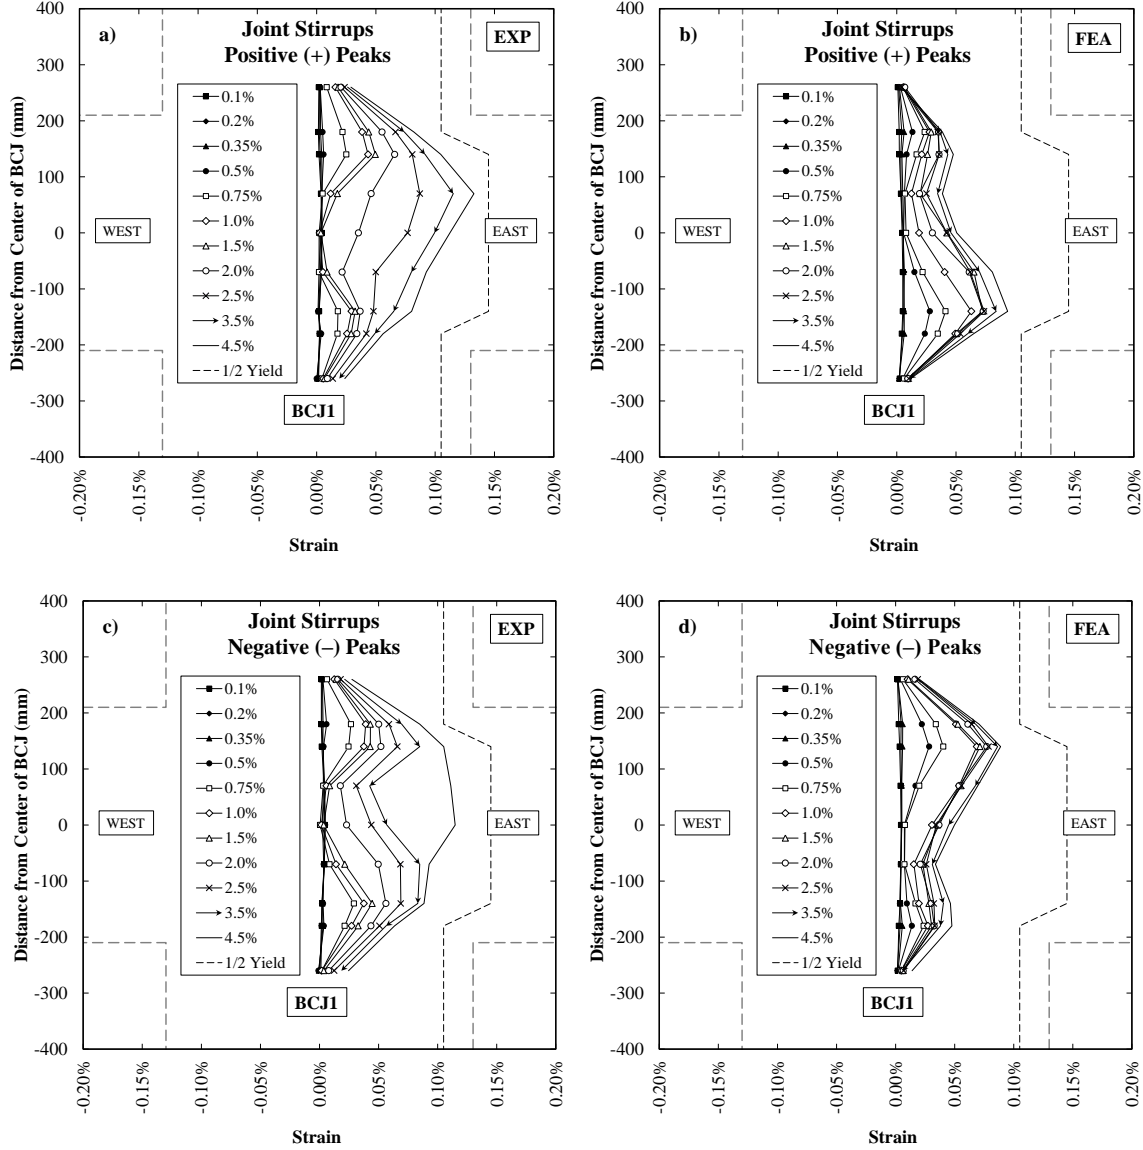 a)
Joint Stirrups
Positive (+) Peaks
EXP
Distance from Center of BCJ (mm)
400
300
200
100
0
-100
-200
-300
-400
0.1%
0.2%
0.35%
0.5%
0.75%
1.0%
1.5%
2.0%
2.5%
3.5%
4.5%
1/2 Yield
WEST
EAST
BCJ1
-0.20%
-0.15%
-0.10%
-0.05%
0.00%
0.05%
0.10%
0.15%
0.20%
Strain
b)
Joint Stirrups
Positive (+) Peaks
FEA
Distance from Center of BCJ (mm)
400
300
200
100
0
-100
-200
-300
-400
0.1%
0.2%
0.35%
0.5%
0.75%
1.0%
1.5%
2.0%
2.5%
3.5%
4.5%
1/2 Yield
WEST
EAST
BCJ1
-0.20%
-0.15%
-0.10%
-0.05%
0.00%
0.05%
0.10%
0.15%
0.20%
Strain
c)
Joint Stirrups
Negative (–) Peaks
EXP
Distance from Center of BCJ (mm)
400
300
200
100
0
-100
-200
-300
-400
0.1%
0.2%
0.35%
0.5%
0.75%
1.0%
1.5%
2.0%
2.5%
3.5%
4.5%
1/2 Yield
WEST
EAST
BCJ1
-0.20%
-0.15%
-0.10%
-0.05%
0.00%
0.05%
0.10%
0.15%
0.20%
Strain
d)
Joint Stirrups
Negative (–) Peaks
FEA
Distance from Center of BCJ (mm)
400
300
200
100
0
-100
-200
-300
-400
0.1%
0.2%
0.35%
0.5%
0.75%
1.0%
1.5%
2.0%
2.5%
3.5%
4.5%
1/2 Yield
WEST
EAST
BCJ1
-0.20%
-0.15%
-0.10%
-0.05%
0.00%
0.05%
0.10%
0.15%
0.20%
Strain